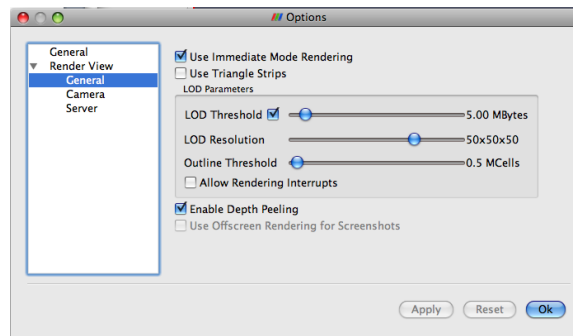 Options
General
Render View
General
Camera
Server
Use Immediate Mode Rendering
Use Triangle Strips
LOD Parameters
LOD Threshold 5.00 MBytes
LOD Resolution 50x50x50
Outline Threshold 0.5 MCells
Allow Rendering Interrupts
Enable Depth Peeling
Use Offscreen Rendering for Screenshots
Apply Reset Ok